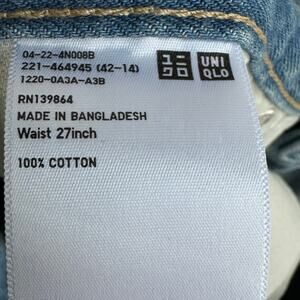 04-22-4N008B
221-464945 (42-14)
1220-0A3A-A3B
ユニ
クロ
UNI
QLO
RN139864
MADE IN BANGLADESH
Waist 27inch
100% COTTON